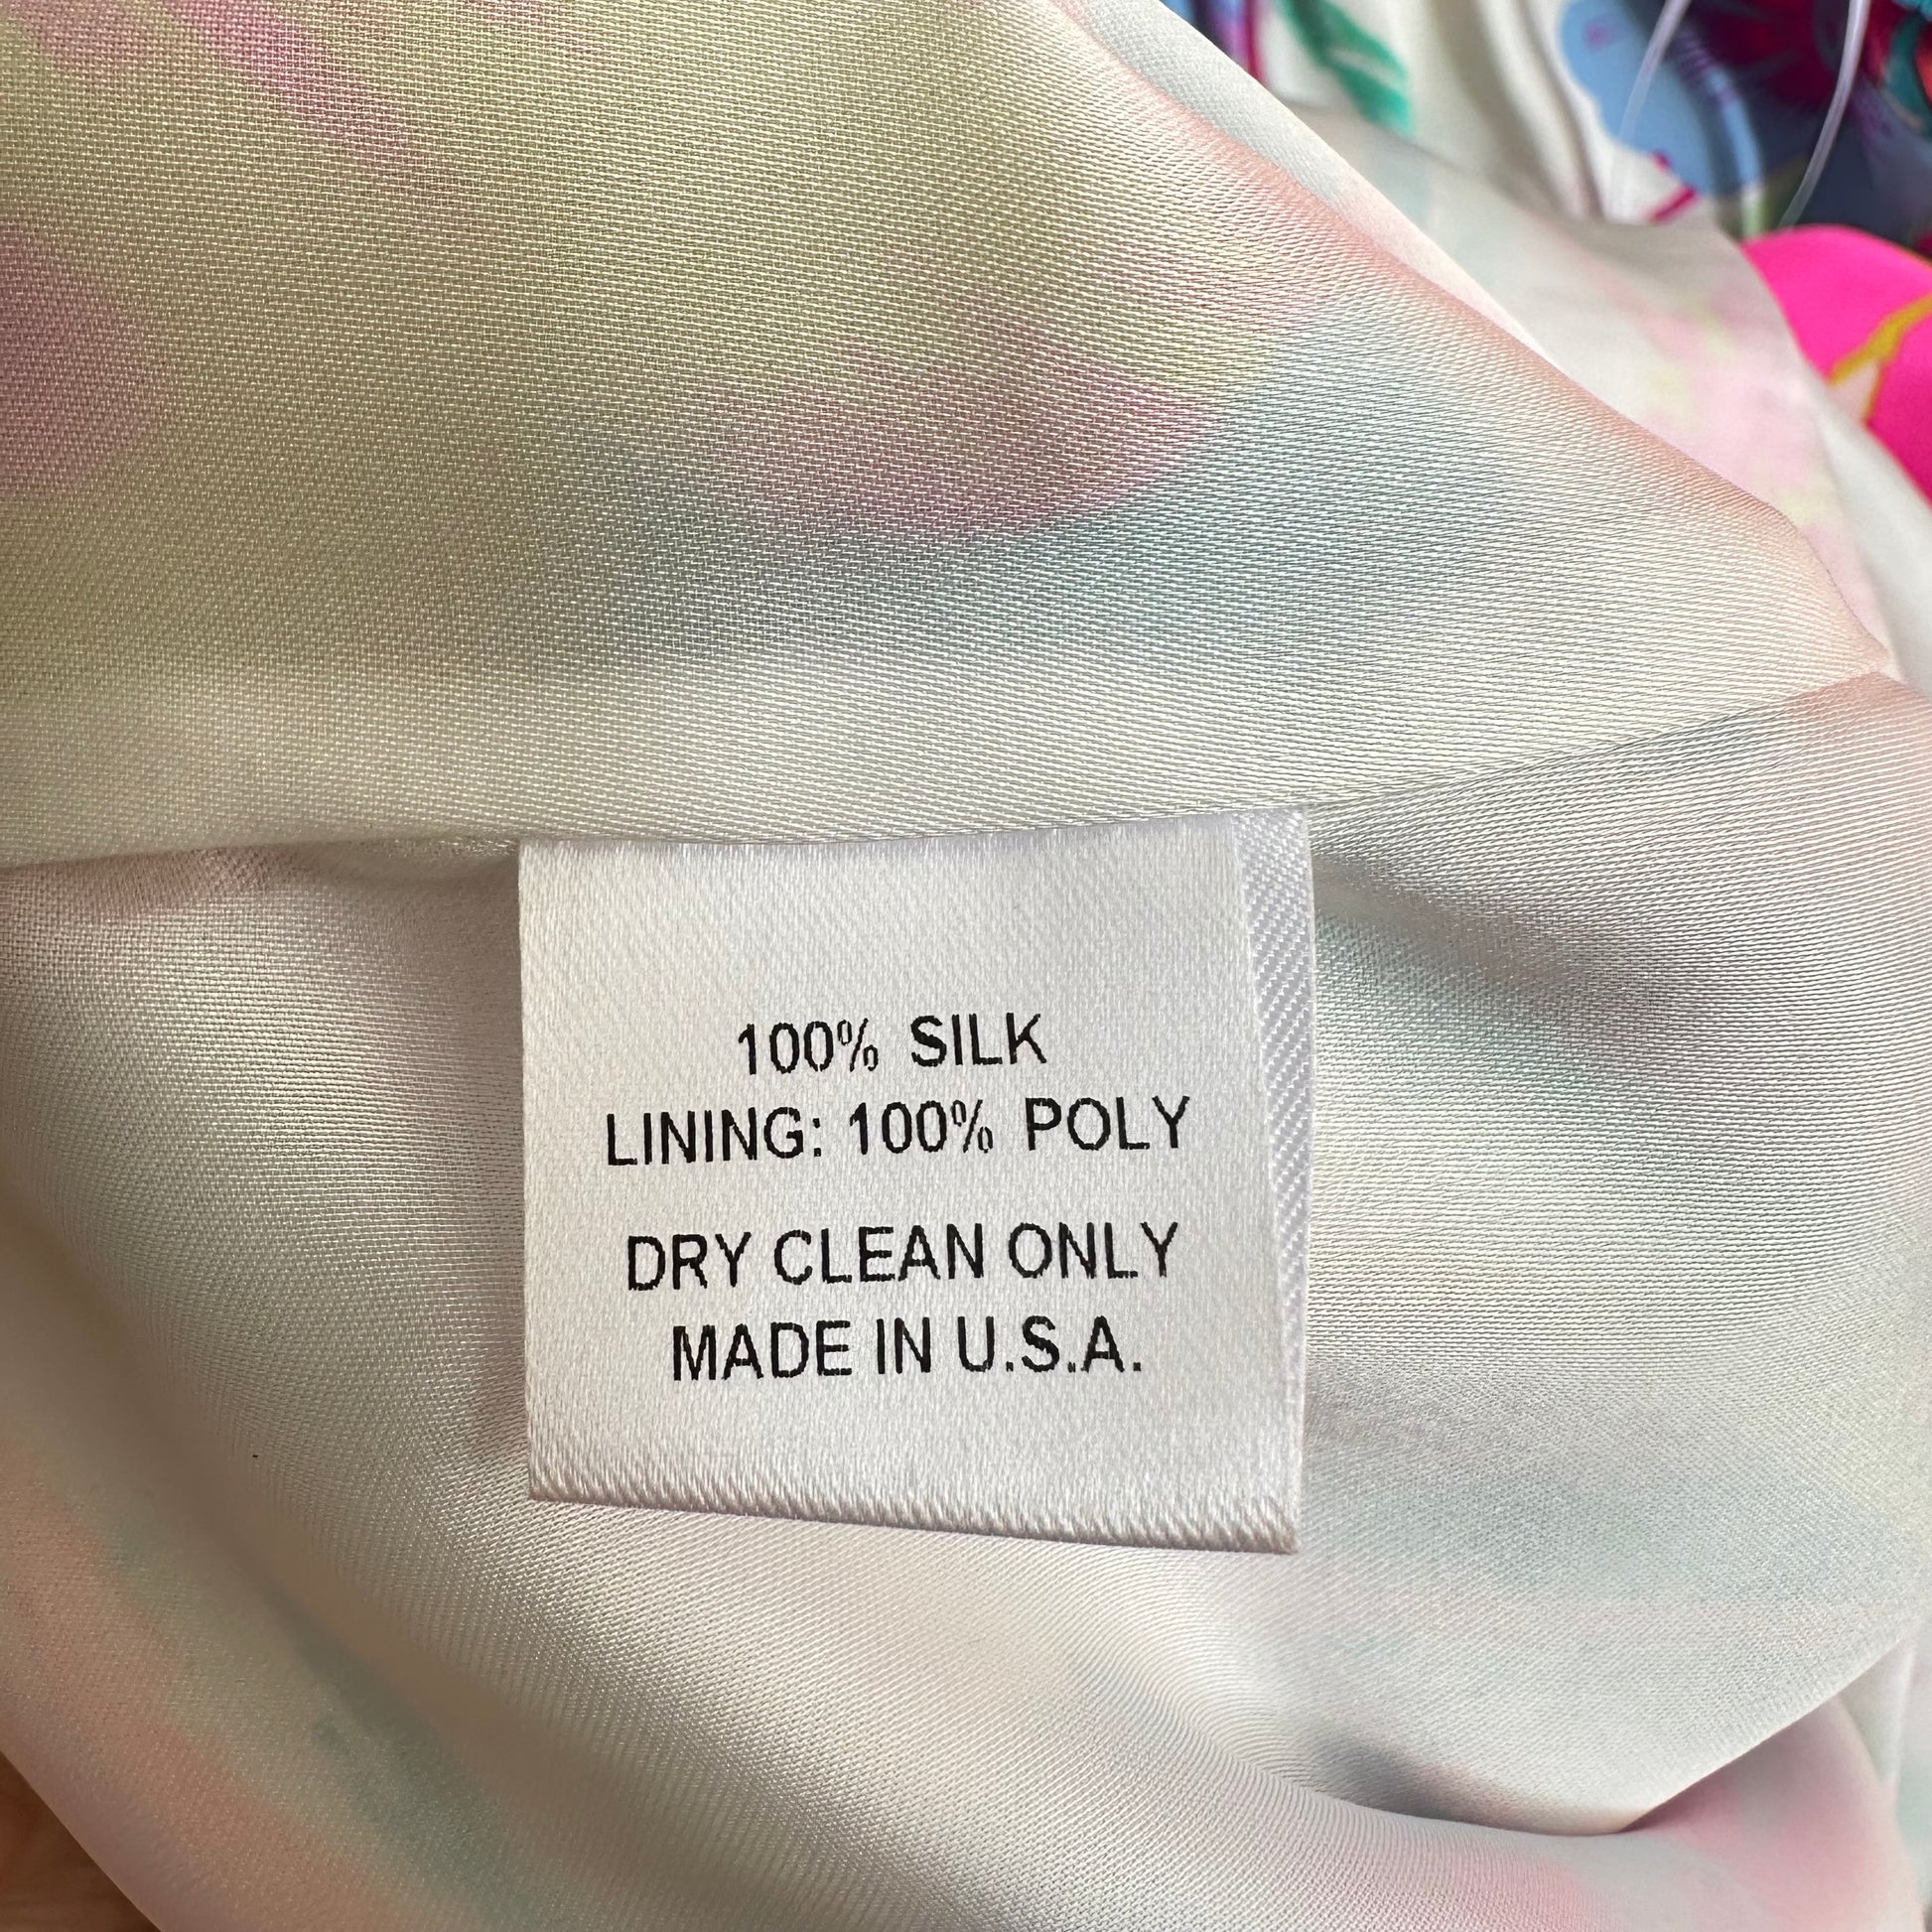 100% SILK
LINING: 100% POLY
DRY CLEAN ONLY
MADE IN U.S.A.